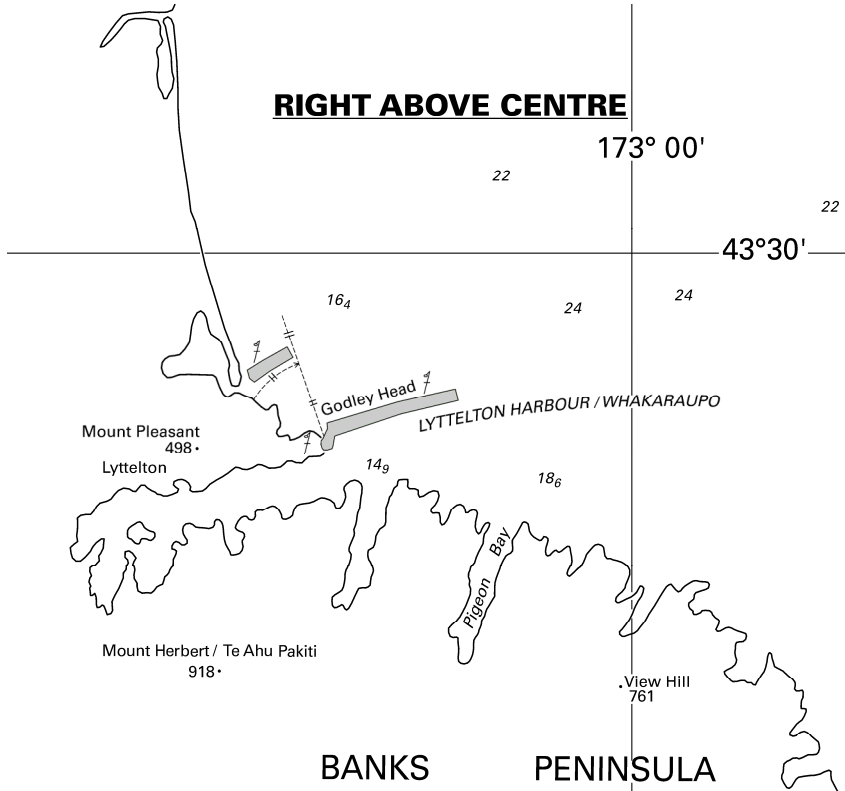 RIGHT ABOVE CENTRE
173° 00'
22
22
43°30'
16₄
24
24
Godley Head
LYTTELTON HARBOUR / WHAKARAUPO
Mount Pleasant
498
Lyttelton
14₉
18₆
Pigeon Bay
Mount Herbert / Te Ahu Pakiti
918
View Hill
761
BANKS PENINSULA